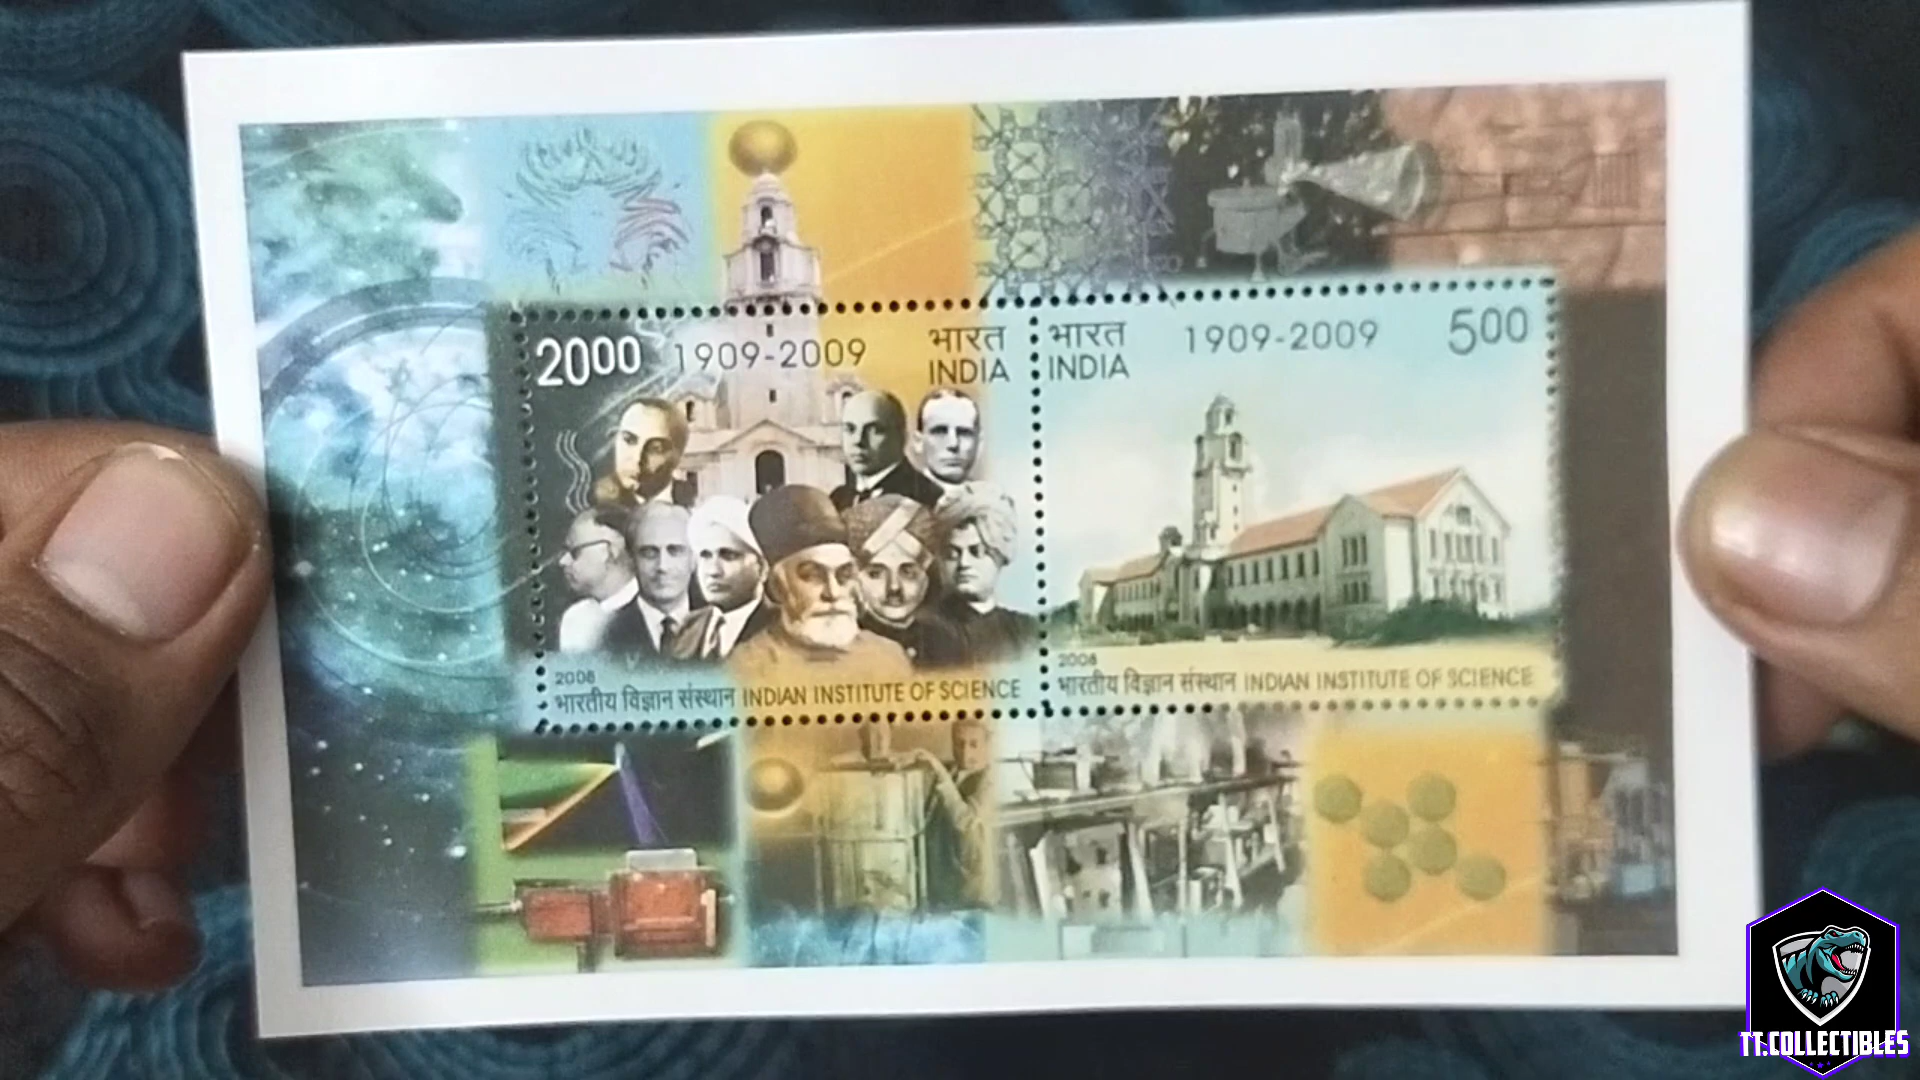 2000 1909-2009 भारत
INDIA
2008
भारतीय विज्ञान संस्थान INDIAN INSTITUTE OF SCIENCE
भारत 1909-2009 500
INDIA
2008
भारतीय विज्ञान संस्थान INDIAN INSTITUTE OF SCIENCE
TT.COLLECTIBLES